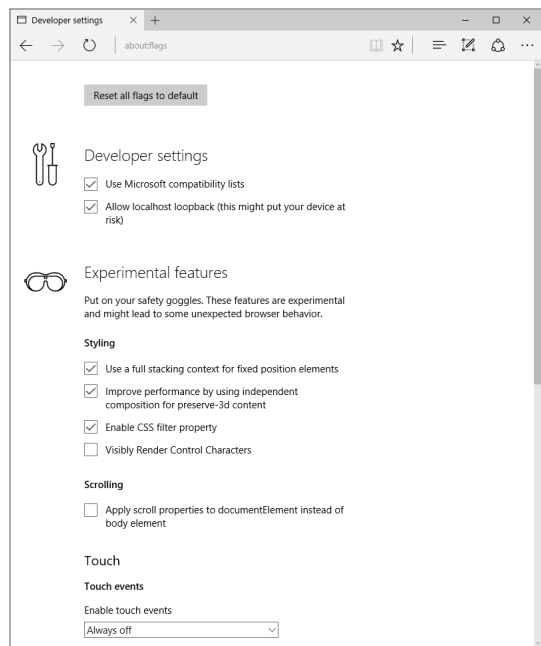 Developer settings
about:flags
Reset all flags to default
Developer settings
Use Microsoft compatibility lists
Allow localhost loopback (this might put your device at
risk)
Experimental features
Put on your safety goggles. These features are experimental
and might lead to some unexpected browser behavior.
Styling
Use a full stacking context for fixed position elements
Improve performance by using independent
composition for preserve-3d content
Enable CSS filter property
Visibly Render Control Characters
Scrolling
Apply scroll properties to documentElement instead of
body element
Touch
Touch events
Enable touch events
Always off